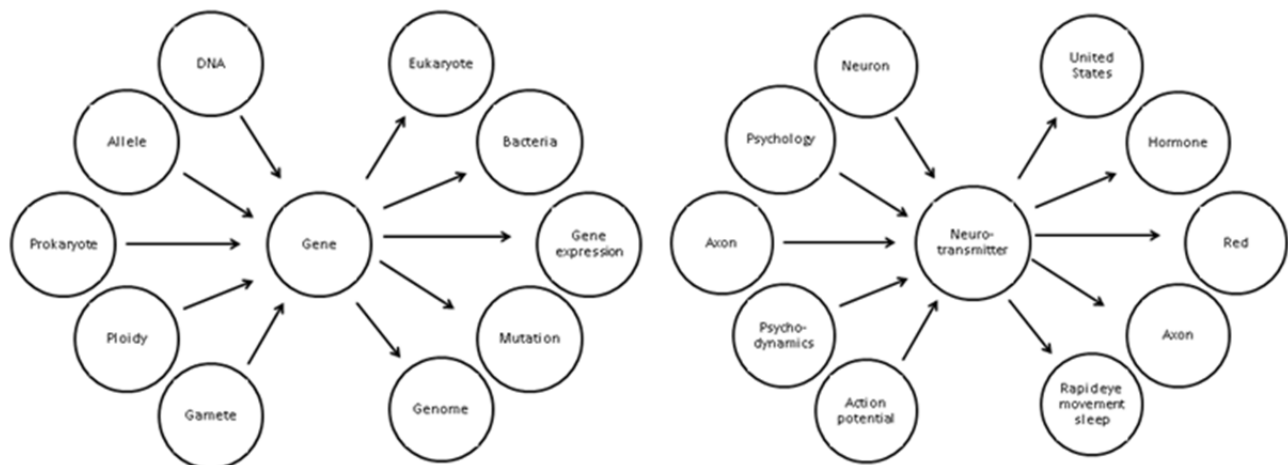 DNA
Eukaryote
Allele
Bacteria
Prokaryote
Gene
Gene
expression
Ploidy
Mutation
Gamete
Genome
Neuron
United
States
Psychology
Hormone
Axon
Neuro-
transmitter
Red
Psycho-
dynamics
Axon
Action
potential
Rapid eye
movement
sleep